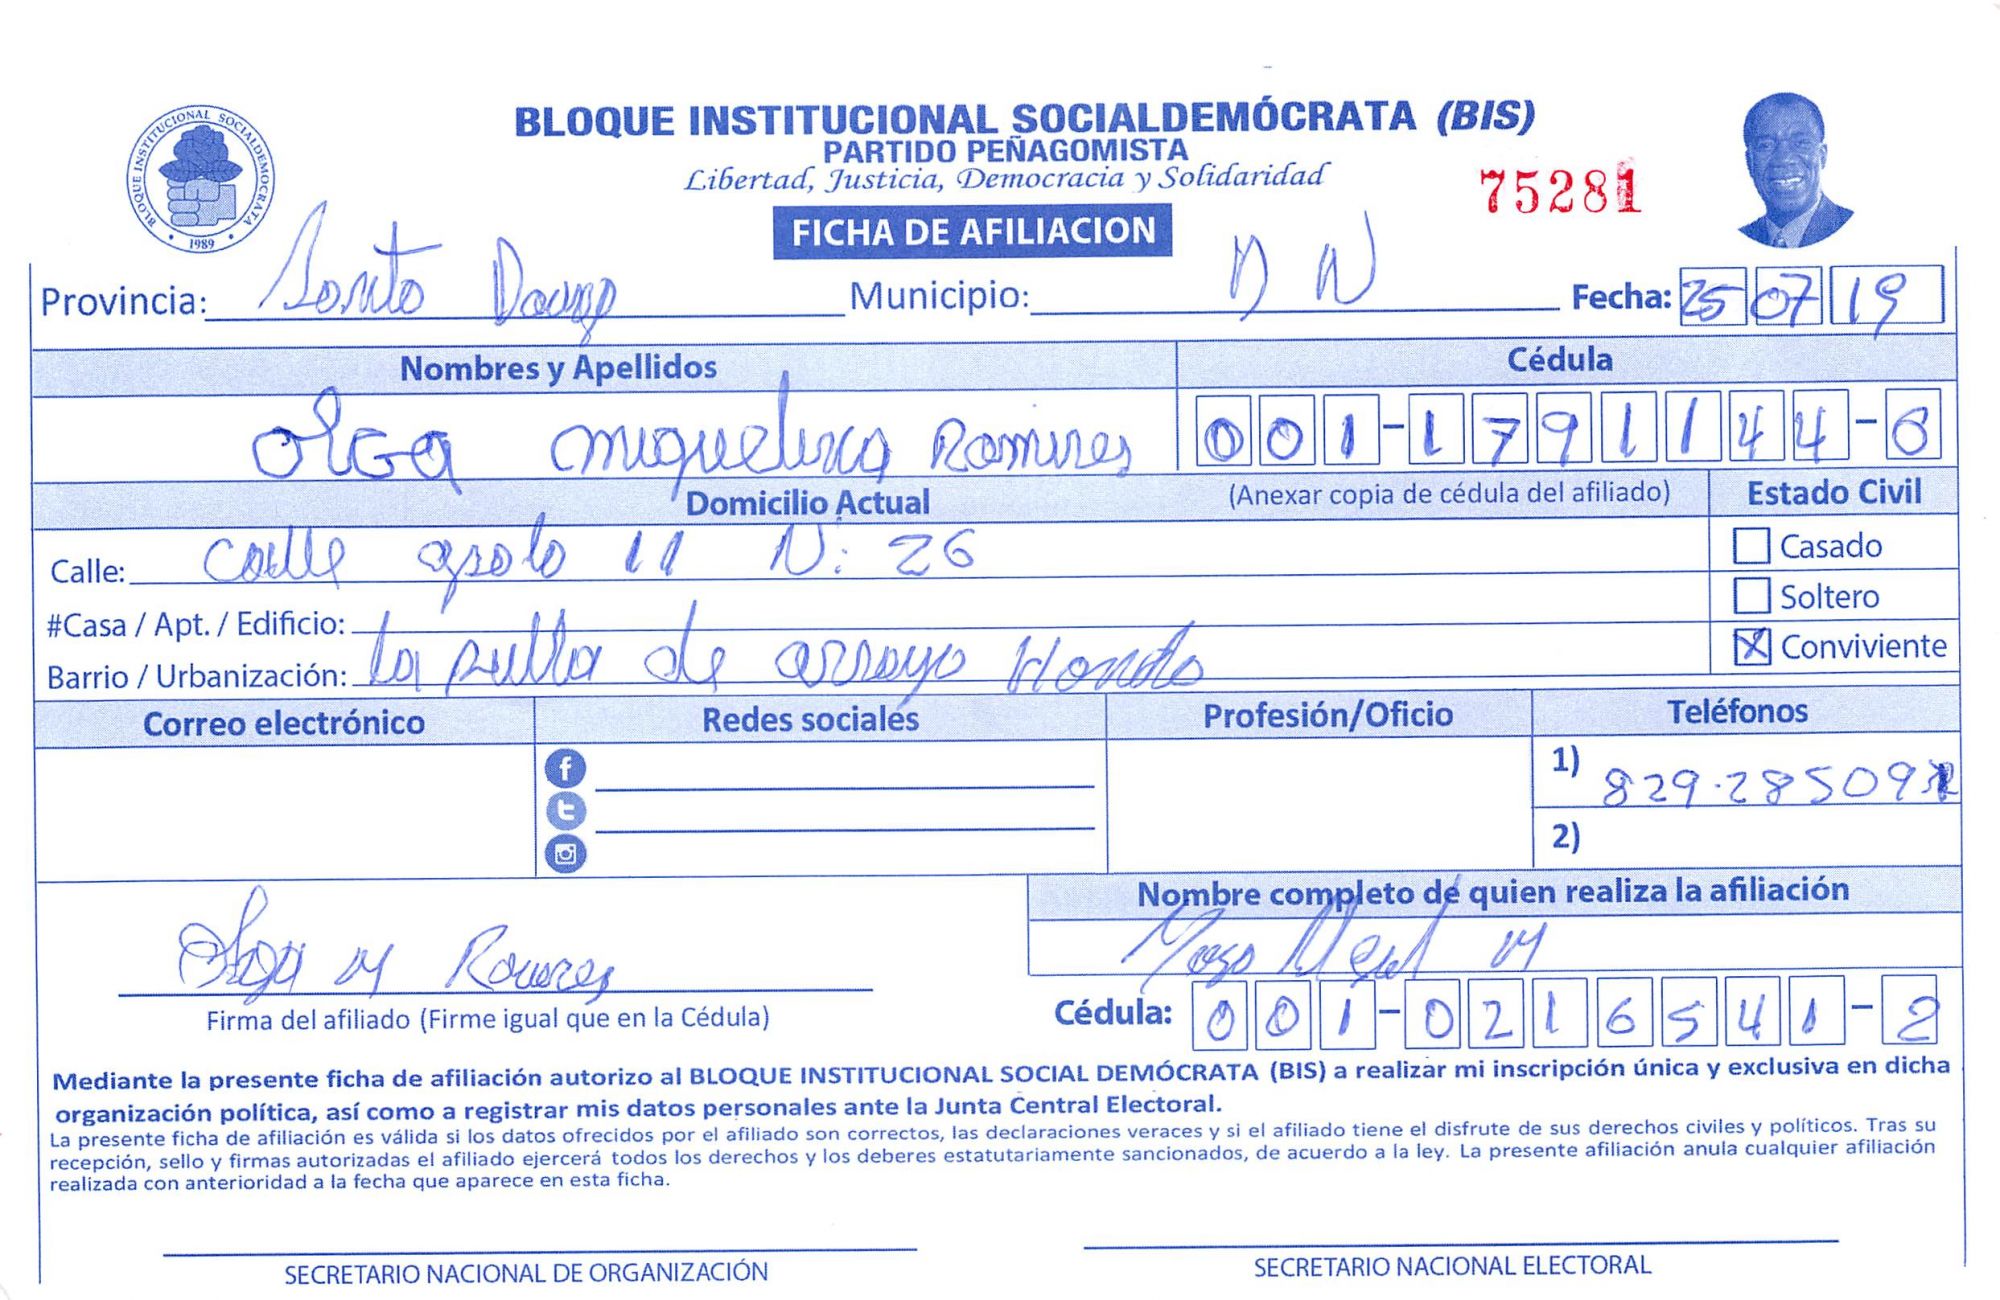 BLOQUE INSTITUCIONAL SOCIALDEMÓCRATA (BIS)
PARTIDO PEÑAGOMISTA
Libertad, Justicia, Democracia y Solidaridad
75281
BLOQUE INSTITUCIONAL SOCIALDEMOCRATA
1989
FICHA DE AFILIACION
Provincia: Santo Municipio: D N Fecha: 25 07 19
Nombres y Apellidos Cédula
Olga miguelina Ramires 001-1791144-6
Domicilio Actual (Anexar copia de cédula del afiliado) Estado Civil
Calle: calle 11 N: 26 Casado
#Casa / Apt. / Edificio: Soltero
Barrio / Urbanización: la de arroyo Hondo X Conviviente
Correo electrónico Redes sociales Profesión/Oficio Teléfonos
1) 829.28509
2)
Nombre completo de quien realiza la afiliación
Olga M M
Firma del afiliado (Firme igual que en la Cédula) Cédula: 001-0216541-2
Mediante la presente ficha de afiliación autorizo al BLOQUE INSTITUCIONAL SOCIAL DEMÓCRATA (BIS) a realizar mi inscripción única y exclusiva en dicha
organización política, así como a registrar mis datos personales ante la Junta Central Electoral.
La presente ficha de afiliación es válida si los datos ofrecidos por el afiliado son correctos, las declaraciones veraces y si el afiliado tiene el disfrute de sus derechos civiles y políticos. Tras su
recepción, sello y firmas autorizadas el afiliado ejercerá todos los derechos y los deberes estatutariamente sancionados, de acuerdo a la ley. La presente afiliación anula cualquier afiliación
realizada con anterioridad a la fecha que aparece en esta ficha.
SECRETARIO NACIONAL DE ORGANIZACIÓN SECRETARIO NACIONAL ELECTORAL